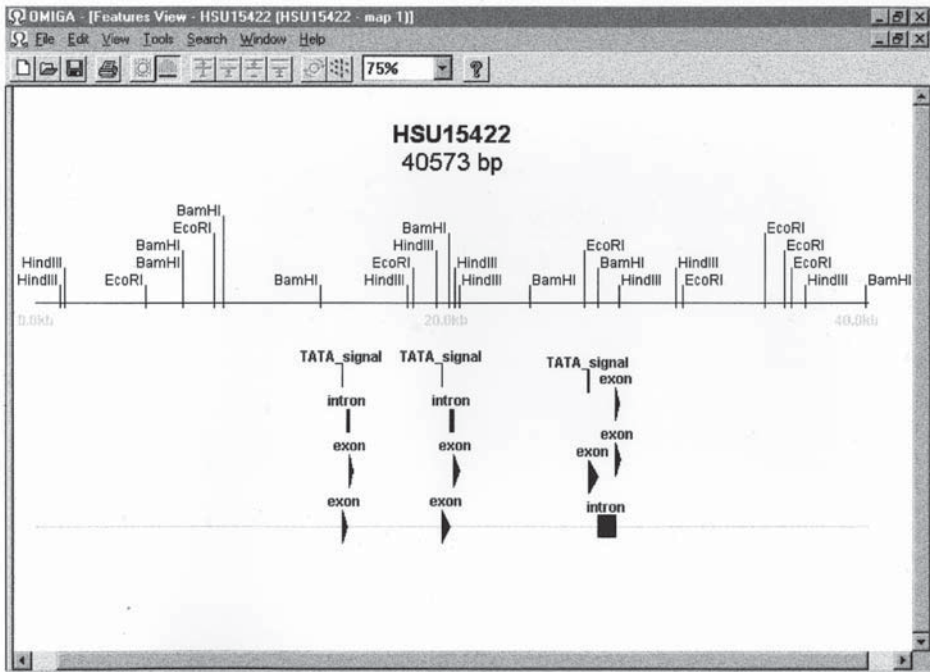 OMIGA - [Features View - HSU15422 (HSU15422 - map 1)]
File Edit View Tools Search Window Help
75%
HSU15422
40573 bp
BamHI
EcoRI BamHI EcoRI
BamHI HindIII EcoRI EcoRI
HindIII BamHI EcoRI HindIII BamHI HindIII EcoRI
HindIII EcoRI BamHI HindIII HindIII BamHI HindIII EcoRI HindIII BamHI
0.0kb 20.0kb 40.0kb
TATA_signal TATA_signal TATA_signal
exon
intron intron
exon exon exon exon
exon exon intron